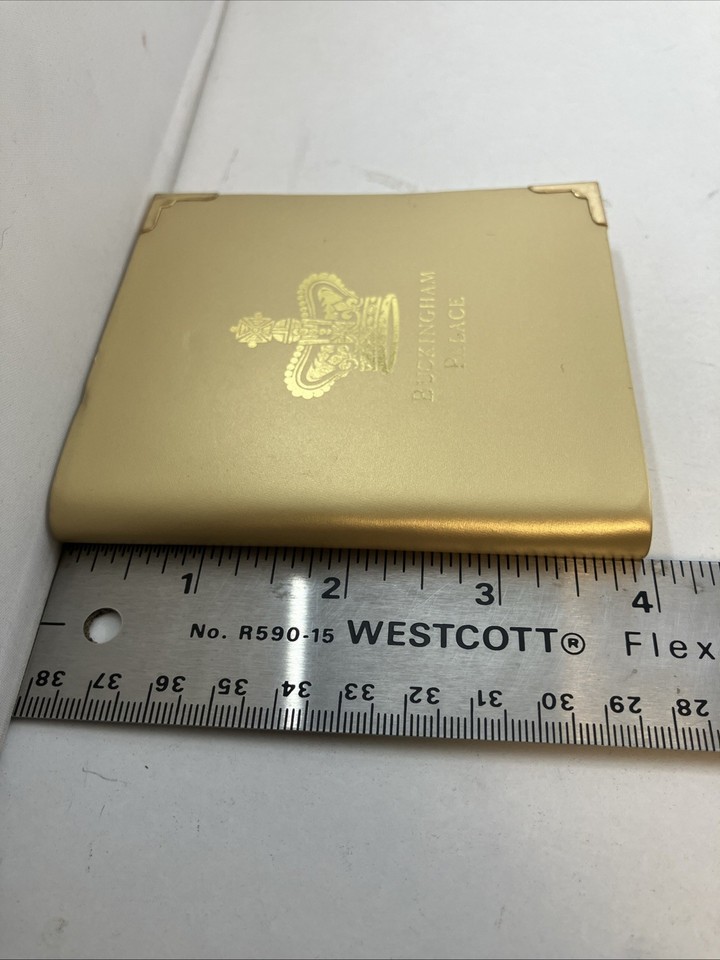 BUCKINGHAM
PALACE
1 2 3 4
No. R590-15 WESTCOTT® Flex
38 37 36 35 34 33 32 31 30 29 28